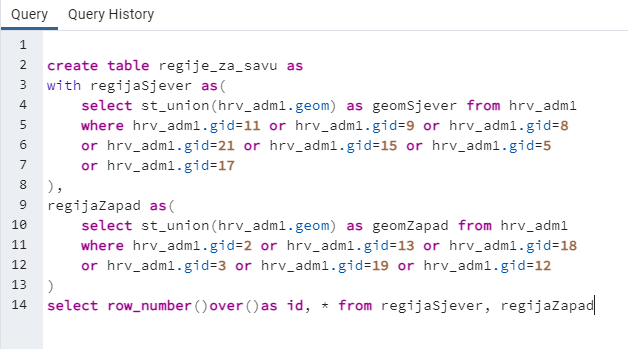 Query Query History
1
2 create table regije_za_savu as
3 with regijaSjever as(
4 select st_union(hrv_adm1.geom) as geomSjever from hrv_adm1
5 where hrv_adm1.gid=11 or hrv_adm1.gid=9 or hrv_adm1.gid=8
6 or hrv_adm1.gid=21 or hrv_adm1.gid=15 or hrv_adm1.gid=5
7 or hrv_adm1.gid=17
8 ),
9 regijaZapad as(
10 select st_union(hrv_adm1.geom) as geomZapad from hrv_adm1
11 where hrv_adm1.gid=2 or hrv_adm1.gid=13 or hrv_adm1.gid=18
12 or hrv_adm1.gid=3 or hrv_adm1.gid=19 or hrv_adm1.gid=12
13 )
14 select row_number()over()as id, * from regijaSjever, regijaZapad